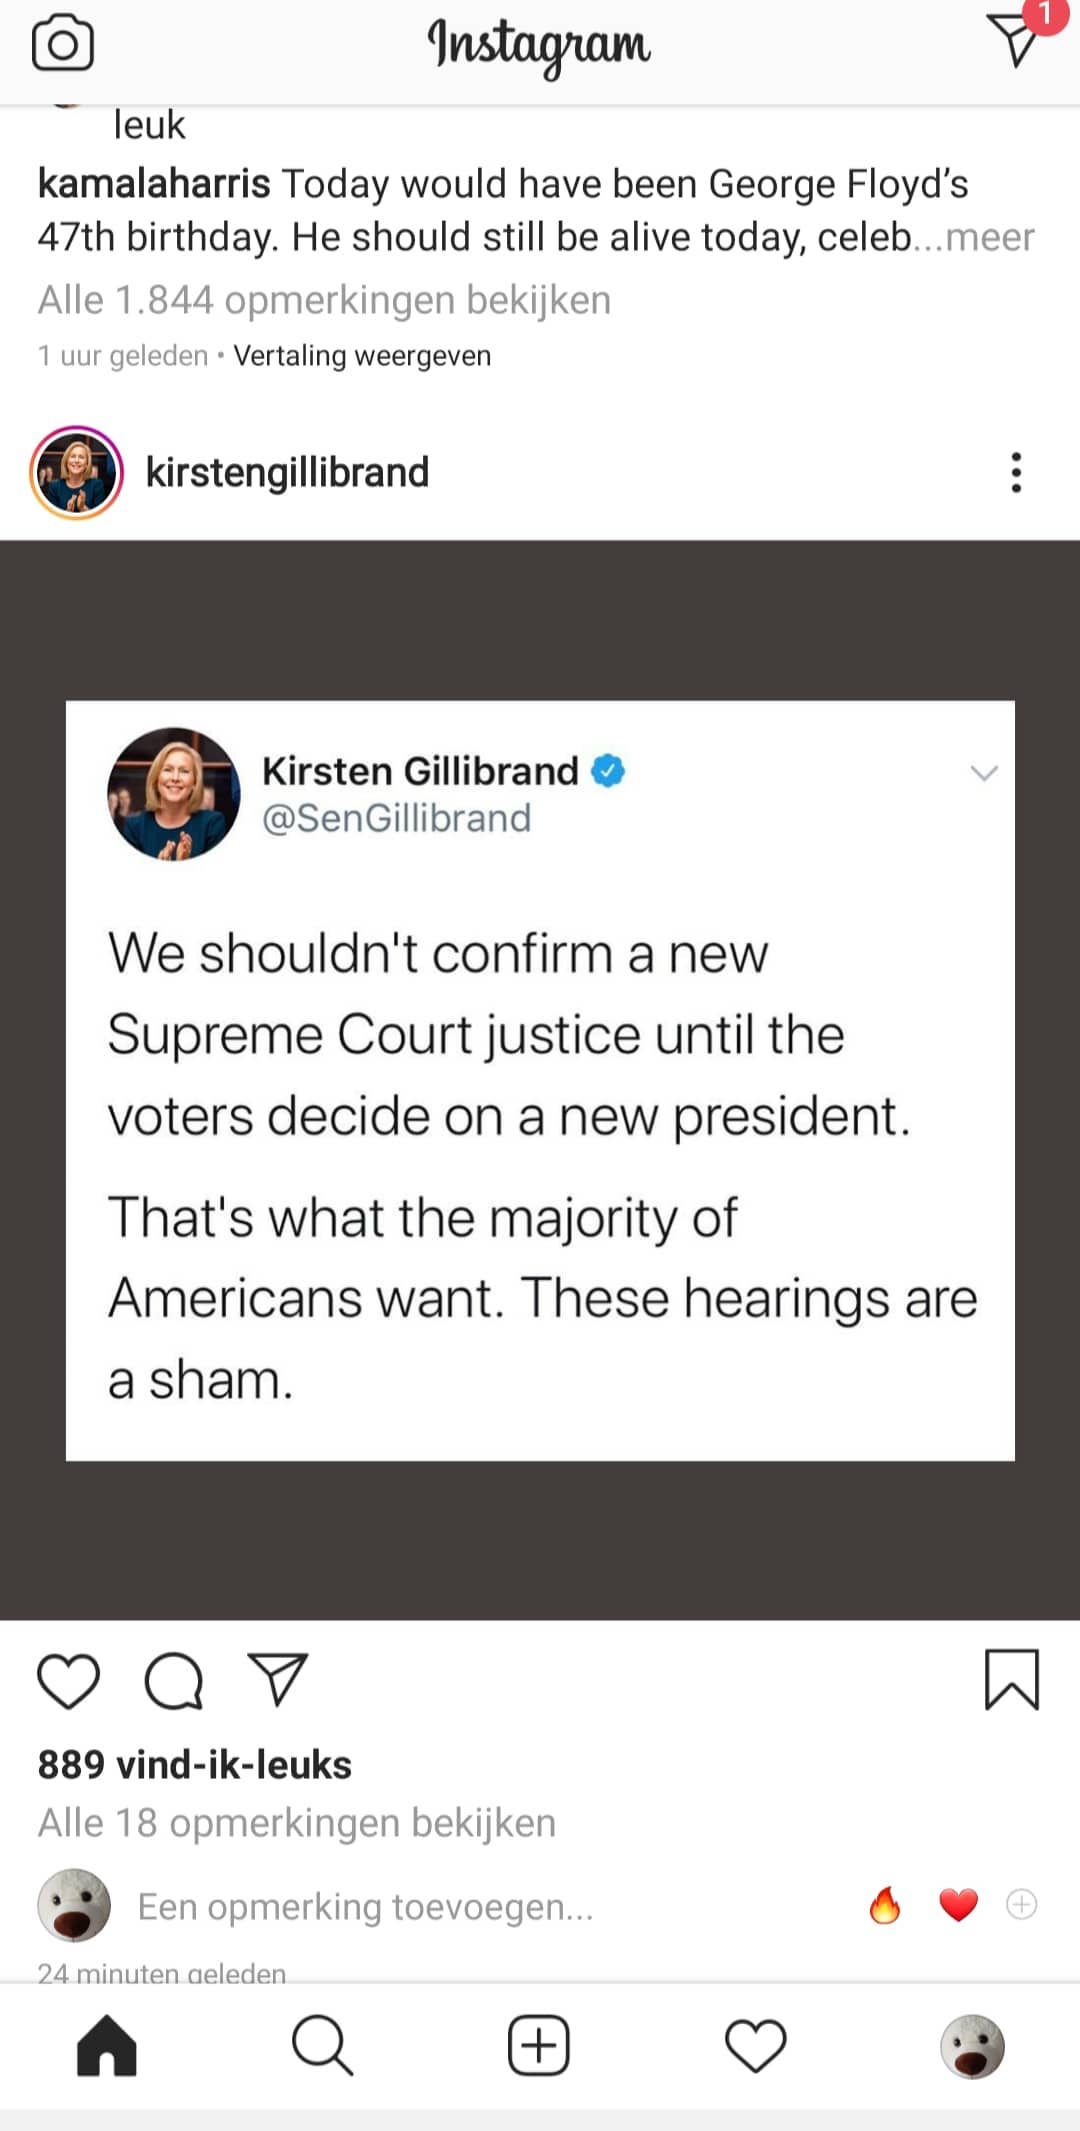 Instagram
1
leuk
kamalaharris Today would have been George Floyd’s
47th birthday. He should still be alive today, celeb...meer
Alle 1.844 opmerkingen bekijken
1 uur geleden • Vertaling weergeven
kirstengillibrand
Kirsten Gillibrand
@SenGillibrand
We shouldn't confirm a new
Supreme Court justice until the
voters decide on a new president.
That's what the majority of
Americans want. These hearings are
a sham.
889 vind-ik-leuks
Alle 18 opmerkingen bekijken
Een opmerking toevoegen...
24 minuten geleden